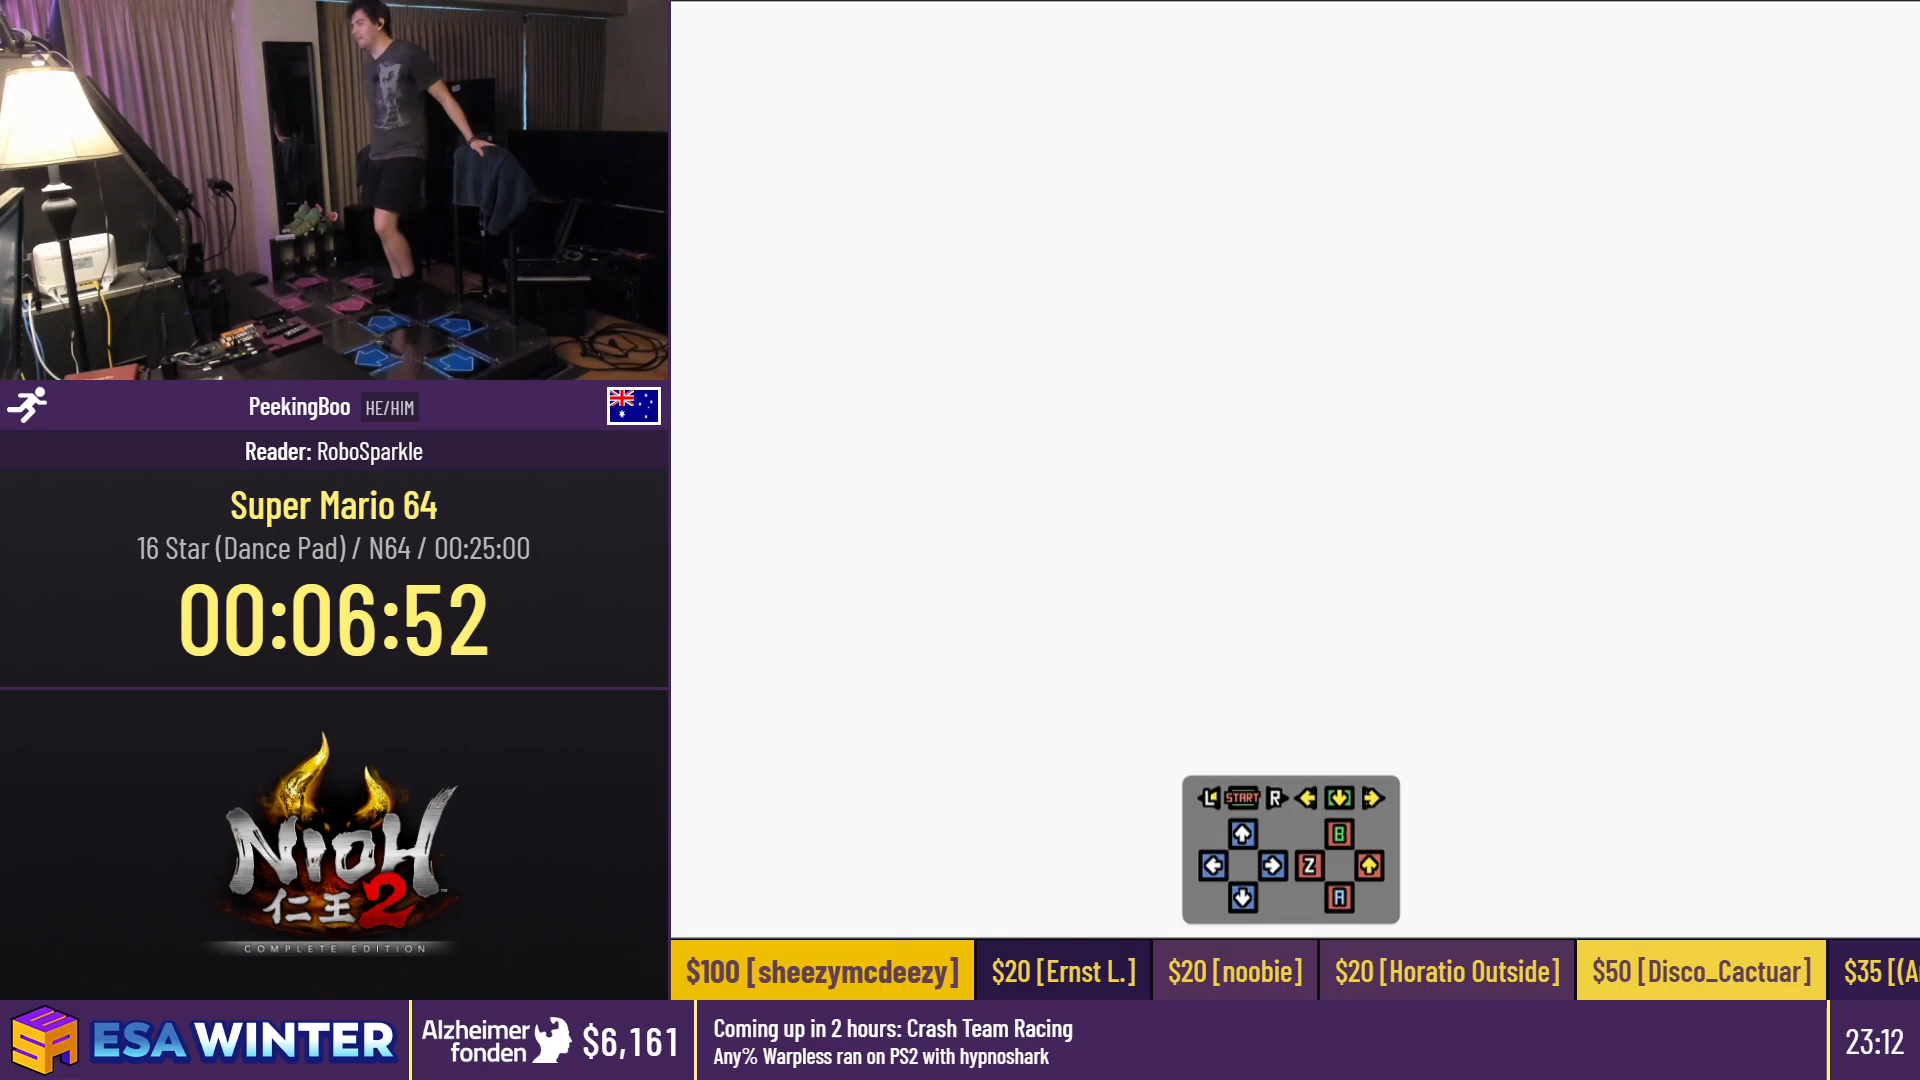 PeekingBoo HE/HIM
Reader: RoboSparkle
Super Mario 64
16 Star (Dance Pad) / N64 / 00:25:00
00:06:52
NIOH
仁王2
COMPLETE EDITION
L START R
B
Z
A
$100 [sheezymcdeezy] $20 [Ernst L.] $20 [noobie] $20 [Horatio Outside] $50 [Disco_Cactuar] $35 [(A
ESA WINTER
Alzheimer
fonden
$6,161
Coming up in 2 hours: Crash Team Racing
Any% Warpless ran on PS2 with hypnoshark
23:12